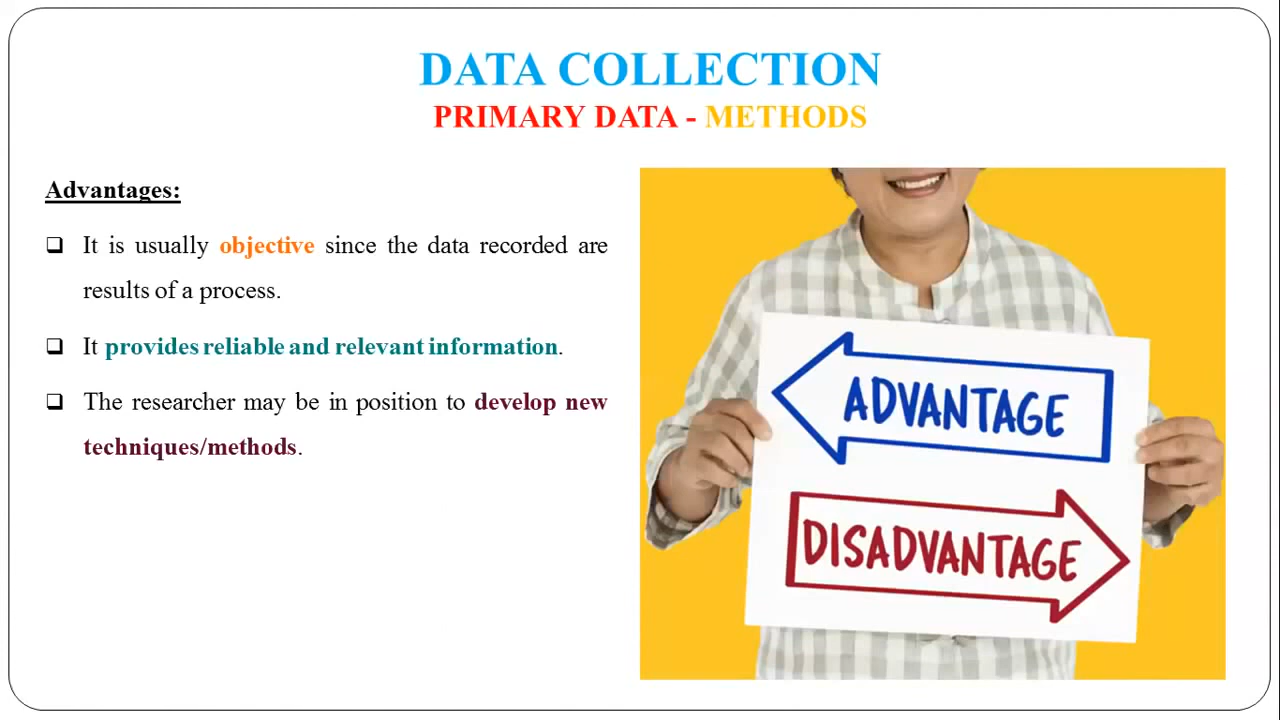 DATA COLLECTION
PRIMARY DATA - METHODS
Advantages:
It is usually objective since the data recorded are
results of a process.
It provides reliable and relevant information.
The researcher may be in position to develop new
techniques/methods.
ADVANTAGE
DISADVANTAGE